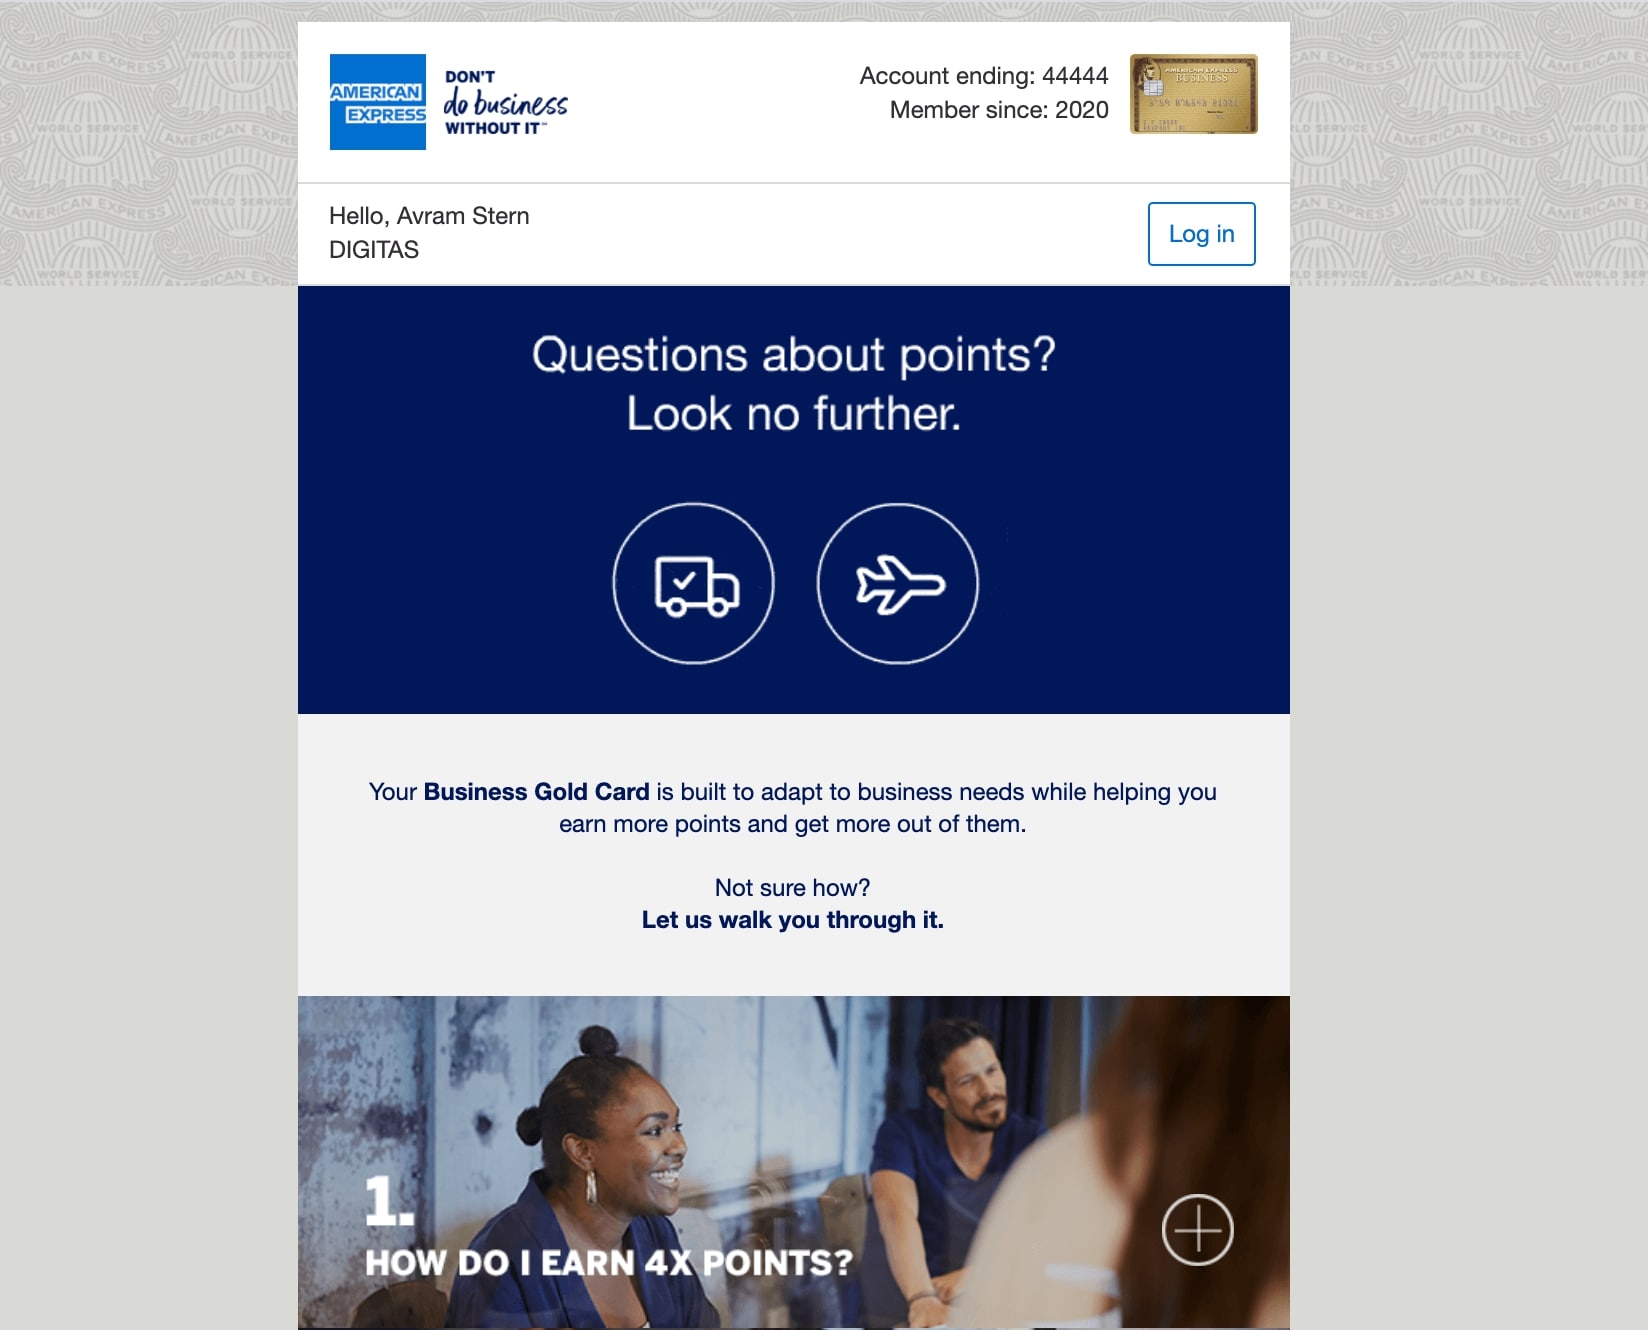 AMERICAN
EXPRESS
DON'T
do business
WITHOUT IT™
Account ending: 44444
Member since: 2020
AMERICAN EXPRESS
BUSINESS
Hello, Avram Stern
DIGITAS
Log in
Questions about points?
Look no further.
Your Business Gold Card is built to adapt to business needs while helping you
earn more points and get more out of them.
Not sure how?
Let us walk you through it.
1.
HOW DO I EARN 4X POINTS?